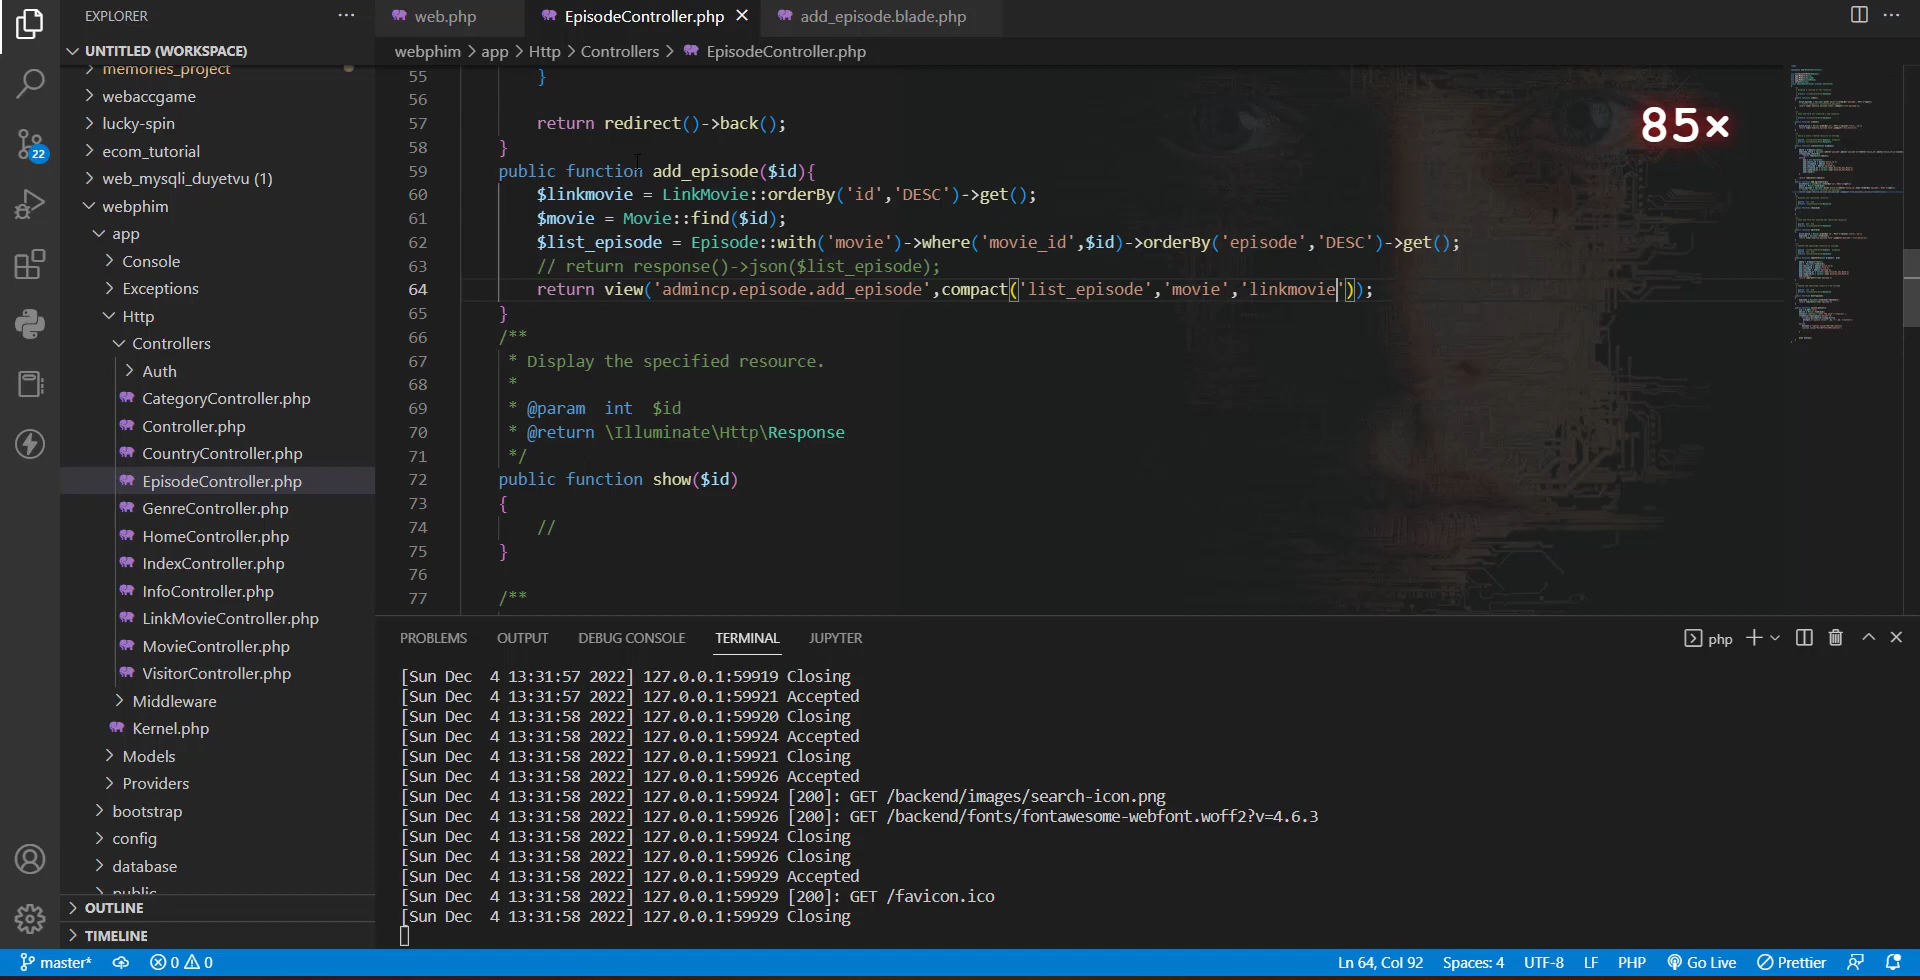 EXPLORER
UNTITLED (WORKSPACE)
memories_project
webaccgame
lucky-spin
ecom_tutorial
web_mysqli_duyetvu (1)
webphim
app
Console
Exceptions
Http
Controllers
Auth
CategoryController.php
Controller.php
CountryController.php
EpisodeController.php
GenreController.php
HomeController.php
IndexController.php
InfoController.php
LinkMovieController.php
MovieController.php
VisitorController.php
Middleware
Kernel.php
Models
Providers
bootstrap
config
database
public
OUTLINE
TIMELINE
22
web.php EpisodeController.php add_episode.blade.php
webphim > app > Http > Controllers > EpisodeController.php
85×
55 }
56
57 return redirect()->back();
58 }
59 public function add_episode($id){
60 $linkmovie = LinkMovie::orderBy('id','DESC')->get();
61 $movie = Movie::find($id);
62 $list_episode = Episode::with('movie')->where('movie_id',$id)->orderBy('episode','DESC')->get();
63 // return response()->json($list_episode);
64 return view('admincp.episode.add_episode',compact('list_episode','movie','linkmovie'));
65 }
66 /**
67 * Display the specified resource.
68 *
69 * @param int $id
70 * @return \Illuminate\Http\Response
71 */
72 public function show($id)
73 {
74 //
75 }
76
77 /**
PROBLEMS OUTPUT DEBUG CONSOLE TERMINAL JUPYTER
php
[Sun Dec 4 13:31:57 2022] 127.0.0.1:59919 Closing
[Sun Dec 4 13:31:57 2022] 127.0.0.1:59921 Accepted
[Sun Dec 4 13:31:58 2022] 127.0.0.1:59920 Closing
[Sun Dec 4 13:31:58 2022] 127.0.0.1:59924 Accepted
[Sun Dec 4 13:31:58 2022] 127.0.0.1:59921 Closing
[Sun Dec 4 13:31:58 2022] 127.0.0.1:59926 Accepted
[Sun Dec 4 13:31:58 2022] 127.0.0.1:59924 [200]: GET /backend/images/search-icon.png
[Sun Dec 4 13:31:58 2022] 127.0.0.1:59926 [200]: GET /backend/fonts/fontawesome-webfont.woff2?v=4.6.3
[Sun Dec 4 13:31:58 2022] 127.0.0.1:59924 Closing
[Sun Dec 4 13:31:58 2022] 127.0.0.1:59926 Closing
[Sun Dec 4 13:31:58 2022] 127.0.0.1:59929 Accepted
[Sun Dec 4 13:31:58 2022] 127.0.0.1:59929 [200]: GET /favicon.ico
[Sun Dec 4 13:31:58 2022] 127.0.0.1:59929 Closing
master* 0 0 Ln 64, Col 92 Spaces: 4 UTF-8 LF PHP Go Live Prettier